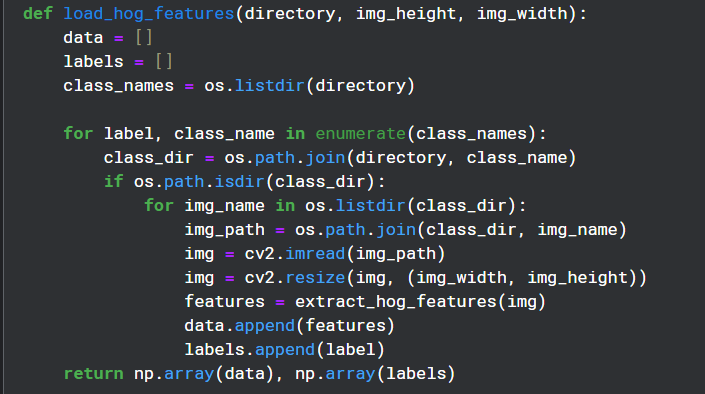 def load_hog_features(directory, img_height, img_width):
    data = []
    labels = []
    class_names = os.listdir(directory)

    for label, class_name in enumerate(class_names):
        class_dir = os.path.join(directory, class_name)
        if os.path.isdir(class_dir):
            for img_name in os.listdir(class_dir):
                img_path = os.path.join(class_dir, img_name)
                img = cv2.imread(img_path)
                img = cv2.resize(img, (img_width, img_height))
                features = extract_hog_features(img)
                data.append(features)
                labels.append(label)
    return np.array(data), np.array(labels)